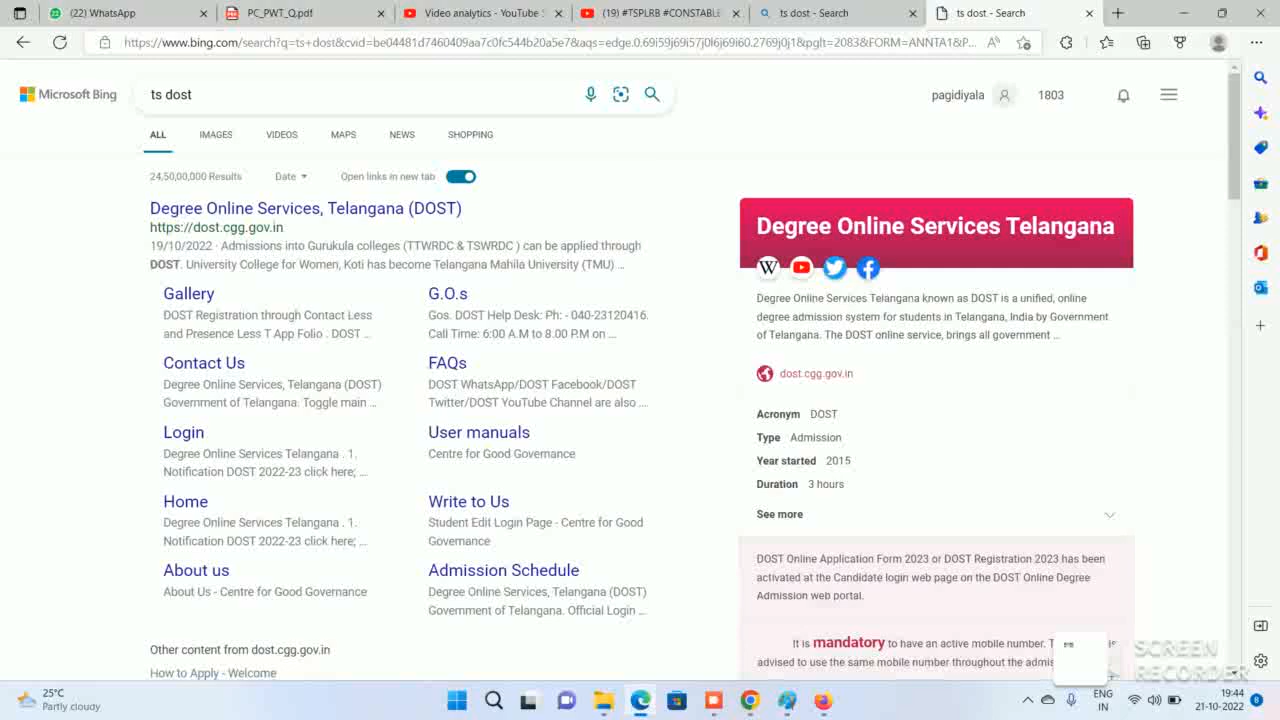 What
PC_PWT_Q.pdf
Video analytics - YouTube S
(19) #TSPLRB #CONSTABLE
ts dost - Search
ts dost - Search
https://www.bing.com/search?q=ts+dost&cvid=be04481d7460409aa7c0fc544b20a5e7&aqs=edge.0.69i59j69i57j0l6j69i60.2769j0j1&pglt=2083&FORM=ANNTA1&P...
Microsoft Bing
ts dost
pagidiyala
1803
ALL IMAGES VIDEOS MAPS NEWS SHOPPING
24,50,00,000 Results Date Open links in new tab
Degree Online Services, Telangana (DOST)
https://dost.cgg.gov.in
19/10/2022 · Admissions into Gurukula colleges (TTWRDC & TSWRDC ) can be applied through
DOST. University College for Women, Koti has become Telangana Mahila University (TMU) ...
Gallery
DOST Registration through Contact Less
and Presence Less T App Folio . DOST ...
G.O.s
Gos. DOST Help Desk: Ph: - 040-23120416.
Call Time: 6:00 A.M to 8.00 P.M on ...
Contact Us
Degree Online Services, Telangana (DOST)
Government of Telangana. Toggle main ...
FAQs
DOST WhatsApp/DOST Facebook/DOST
Twitter/DOST YouTube Channel are also ...
Login
Degree Online Services Telangana . 1.
Notification DOST 2022-23 click here; ...
User manuals
Centre for Good Governance
Home
Degree Online Services Telangana . 1.
Notification DOST 2022-23 click here; ...
Write to Us
Student Edit Login Page - Centre for Good
Governance
About us
About Us - Centre for Good Governance
Admission Schedule
Degree Online Services, Telangana (DOST)
Government of Telangana. Official Login ...
Other content from dost.cgg.gov.in
How to Apply - Welcome
Degree Online Services Telangana
W
Degree Online Services Telangana known as DOST is a unified, online
degree admission system for students in Telangana, India by Government
of Telangana. The DOST online service, brings all government ...
dost.cgg.gov.in
Acronym DOST
Type Admission
Year started 2015
Duration 3 hours
See more
DOST Online Application Form 2023 or DOST Registration 2023 has been
activated at the Candidate login web page on the DOST Online Degree
Admission web portal.
It is mandatory to have an active mobile number.
advised to use the same mobile number throughout the
SCREEN
RECORDER
25°C
Partly cloudy
ENG
IN
19:44
21-10-2022
8